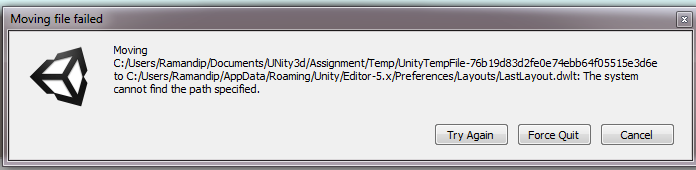 Moving file failed
Moving
C:/Users/Ramandip/Documents/UNity3d/Assignment/Temp/UnityTempFile-76b19d83d2fe0e74ebb64f05515e3d6e
to C:/Users/Ramandip/AppData/Roaming/Unity/Editor-5.x/Preferences/Layouts/LastLayout.dwlt: The system
cannot find the path specified.
Try Again Force Quit Cancel